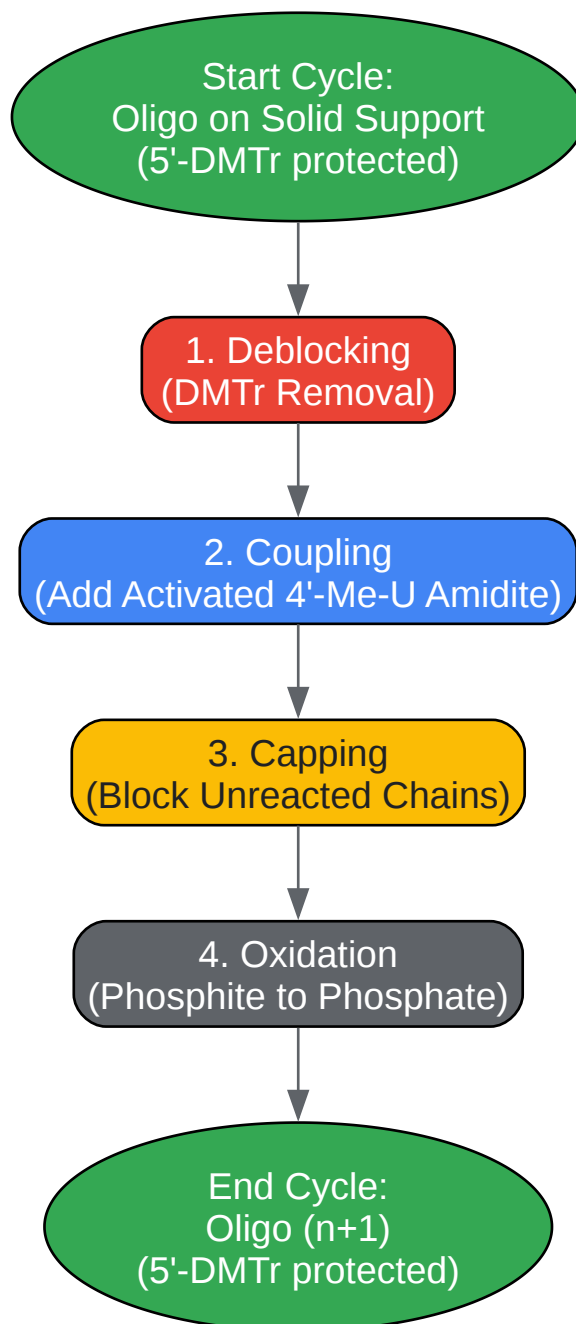 Start Cycle:
Oligo on Solid Support
(5'-DMTr protected)
1. Deblocking
(DMTr Removal)
2. Coupling
(Add Activated 4'-Me-U Amidite)
3. Capping
(Block Unreacted Chains)
4. Oxidation
(Phosphite to Phosphate)
End Cycle:
Oligo (n+1)
(5'-DMTr protected)